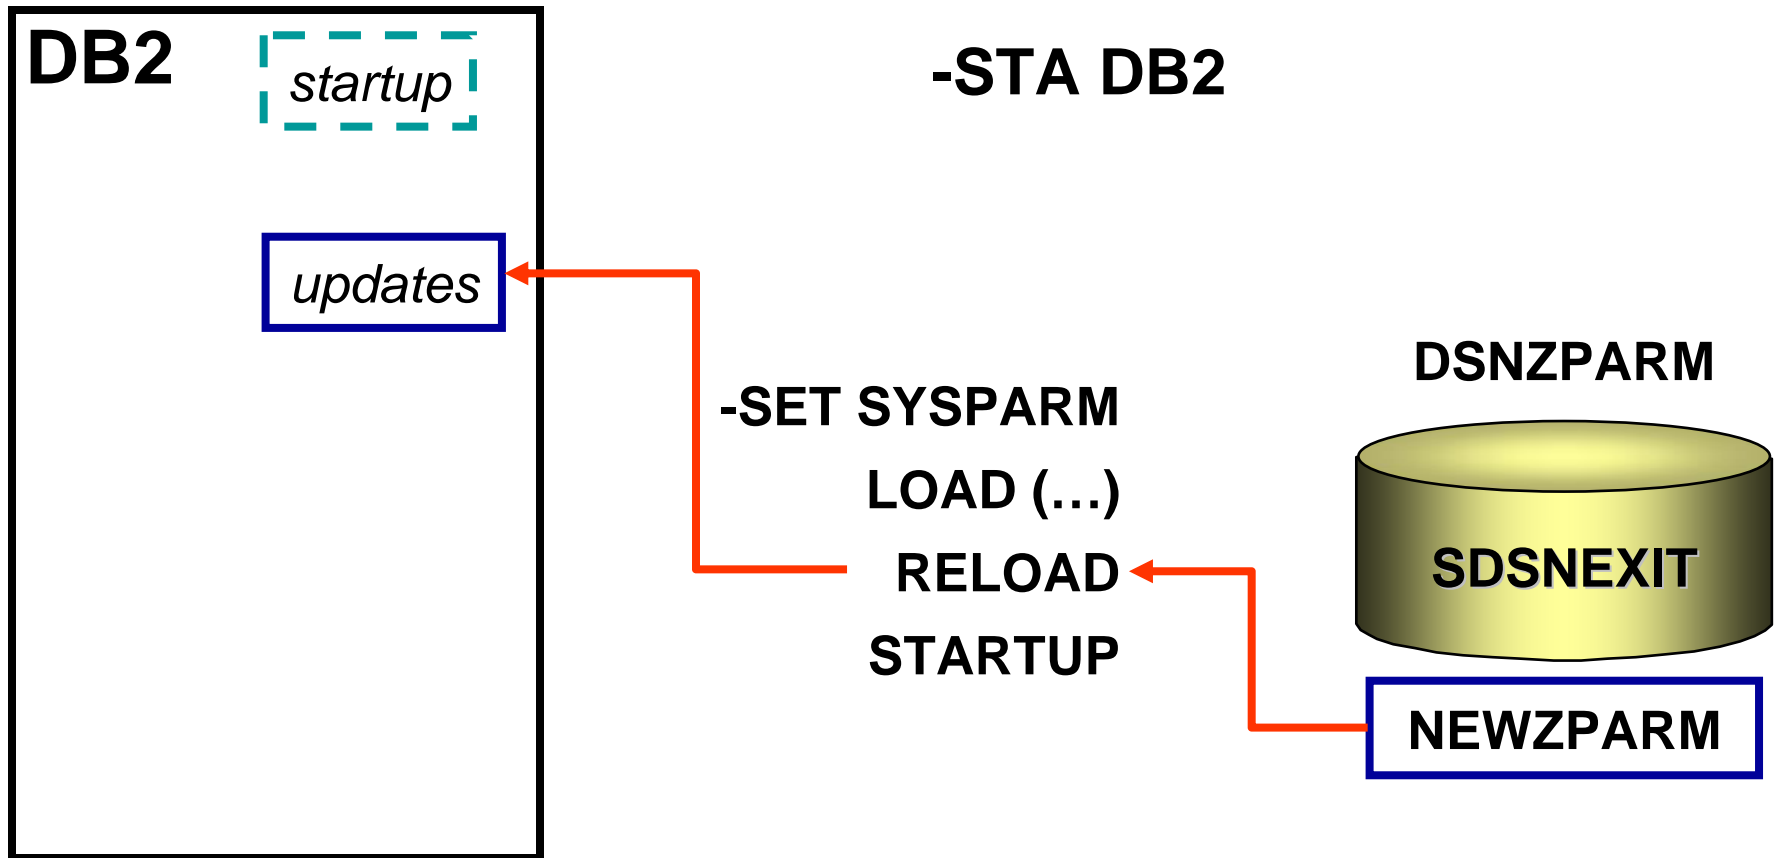 DB2
startup
-STA DB2
updates
DSNZPARM
-SET SYSPARM
LOAD (…)
RELOAD
STARTUP
SDSNEXIT
NEWZPARM